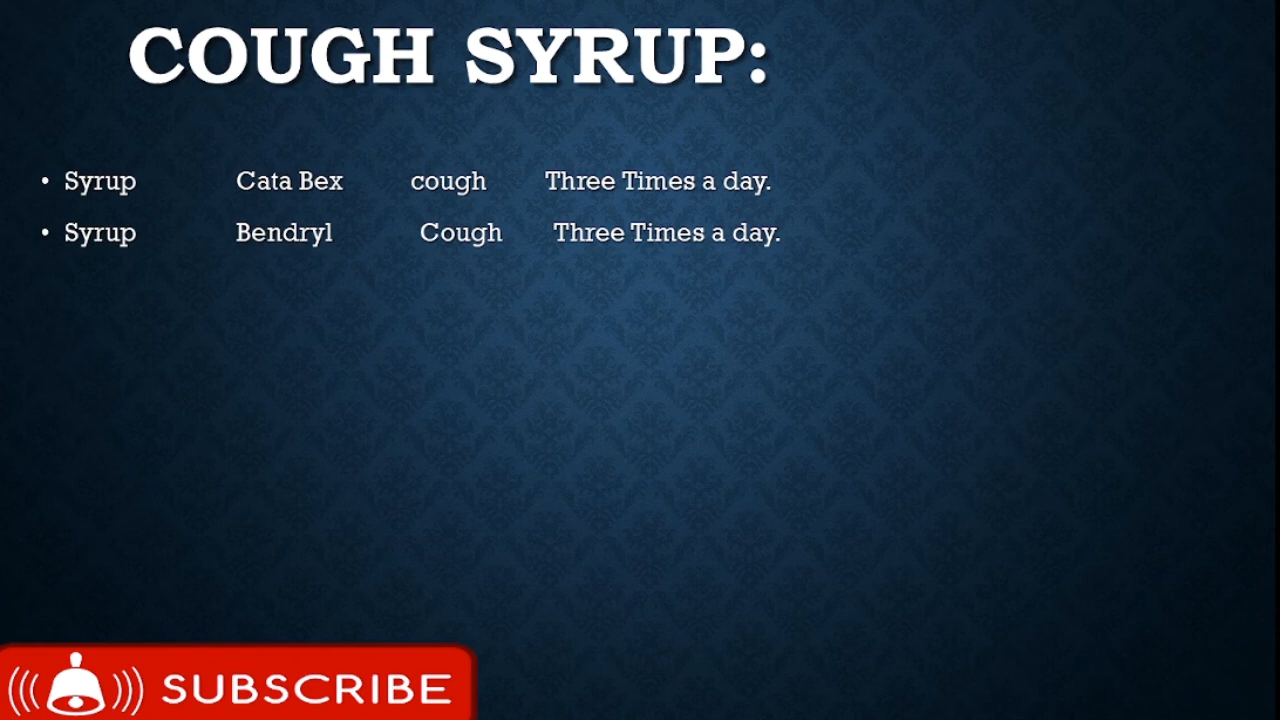 COUGH SYRUP:
• Syrup Cata Bex cough Three Times a day.
• Syrup Bendryl Cough Three Times a day.
SUBSCRIBE